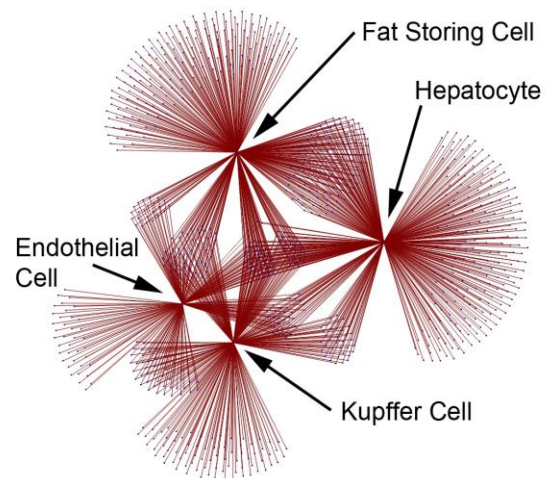 Fat Storing Cell
Hepatocyte
Endothelial
Cell
Kupffer Cell